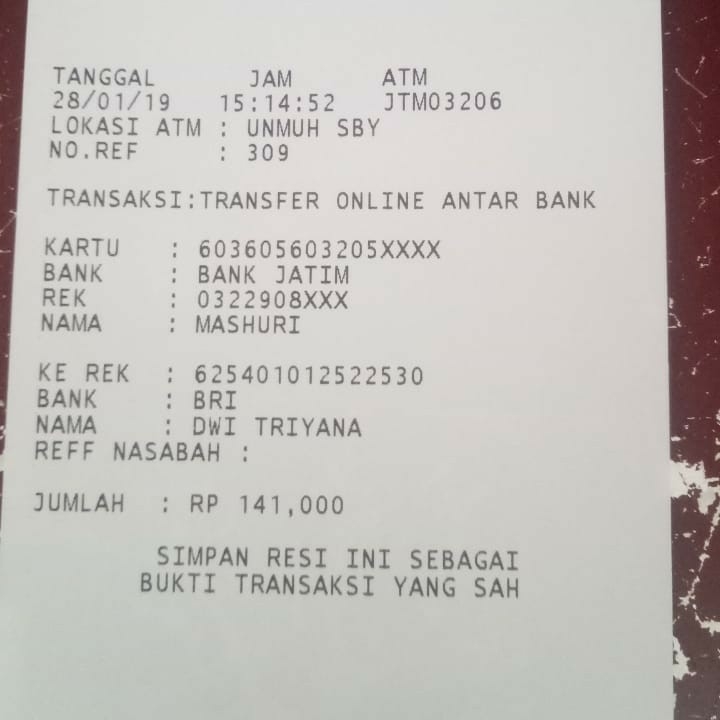 TANGGAL JAM ATM
28/01/19 15:14:52 JTM03206
LOKASI ATM : UNMUH SBY
NO.REF : 309
TRANSAKSI:TRANSFER ONLINE ANTAR BANK
KARTU : 603605603205XXXX
BANK : BANK JATIM
REK : 0322908XXX
NAMA : MASHURI
KE REK : 625401012522530
BANK : BRI
NAMA : DWI TRIYANA
REFF NASABAH :
JUMLAH : RP 141,000
SIMPAN RESI INI SEBAGAI
BUKTI TRANSAKSI YANG SAH